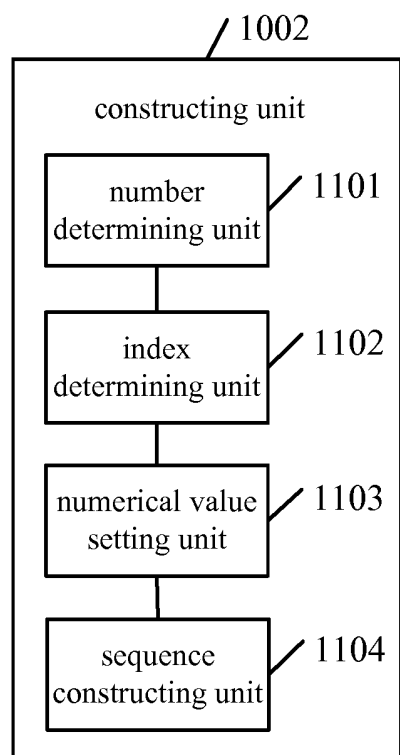 1002
constructing unit
number
determining unit
1101
index
determining unit
1102
numerical value
setting unit
1103
sequence
constructing unit
1104